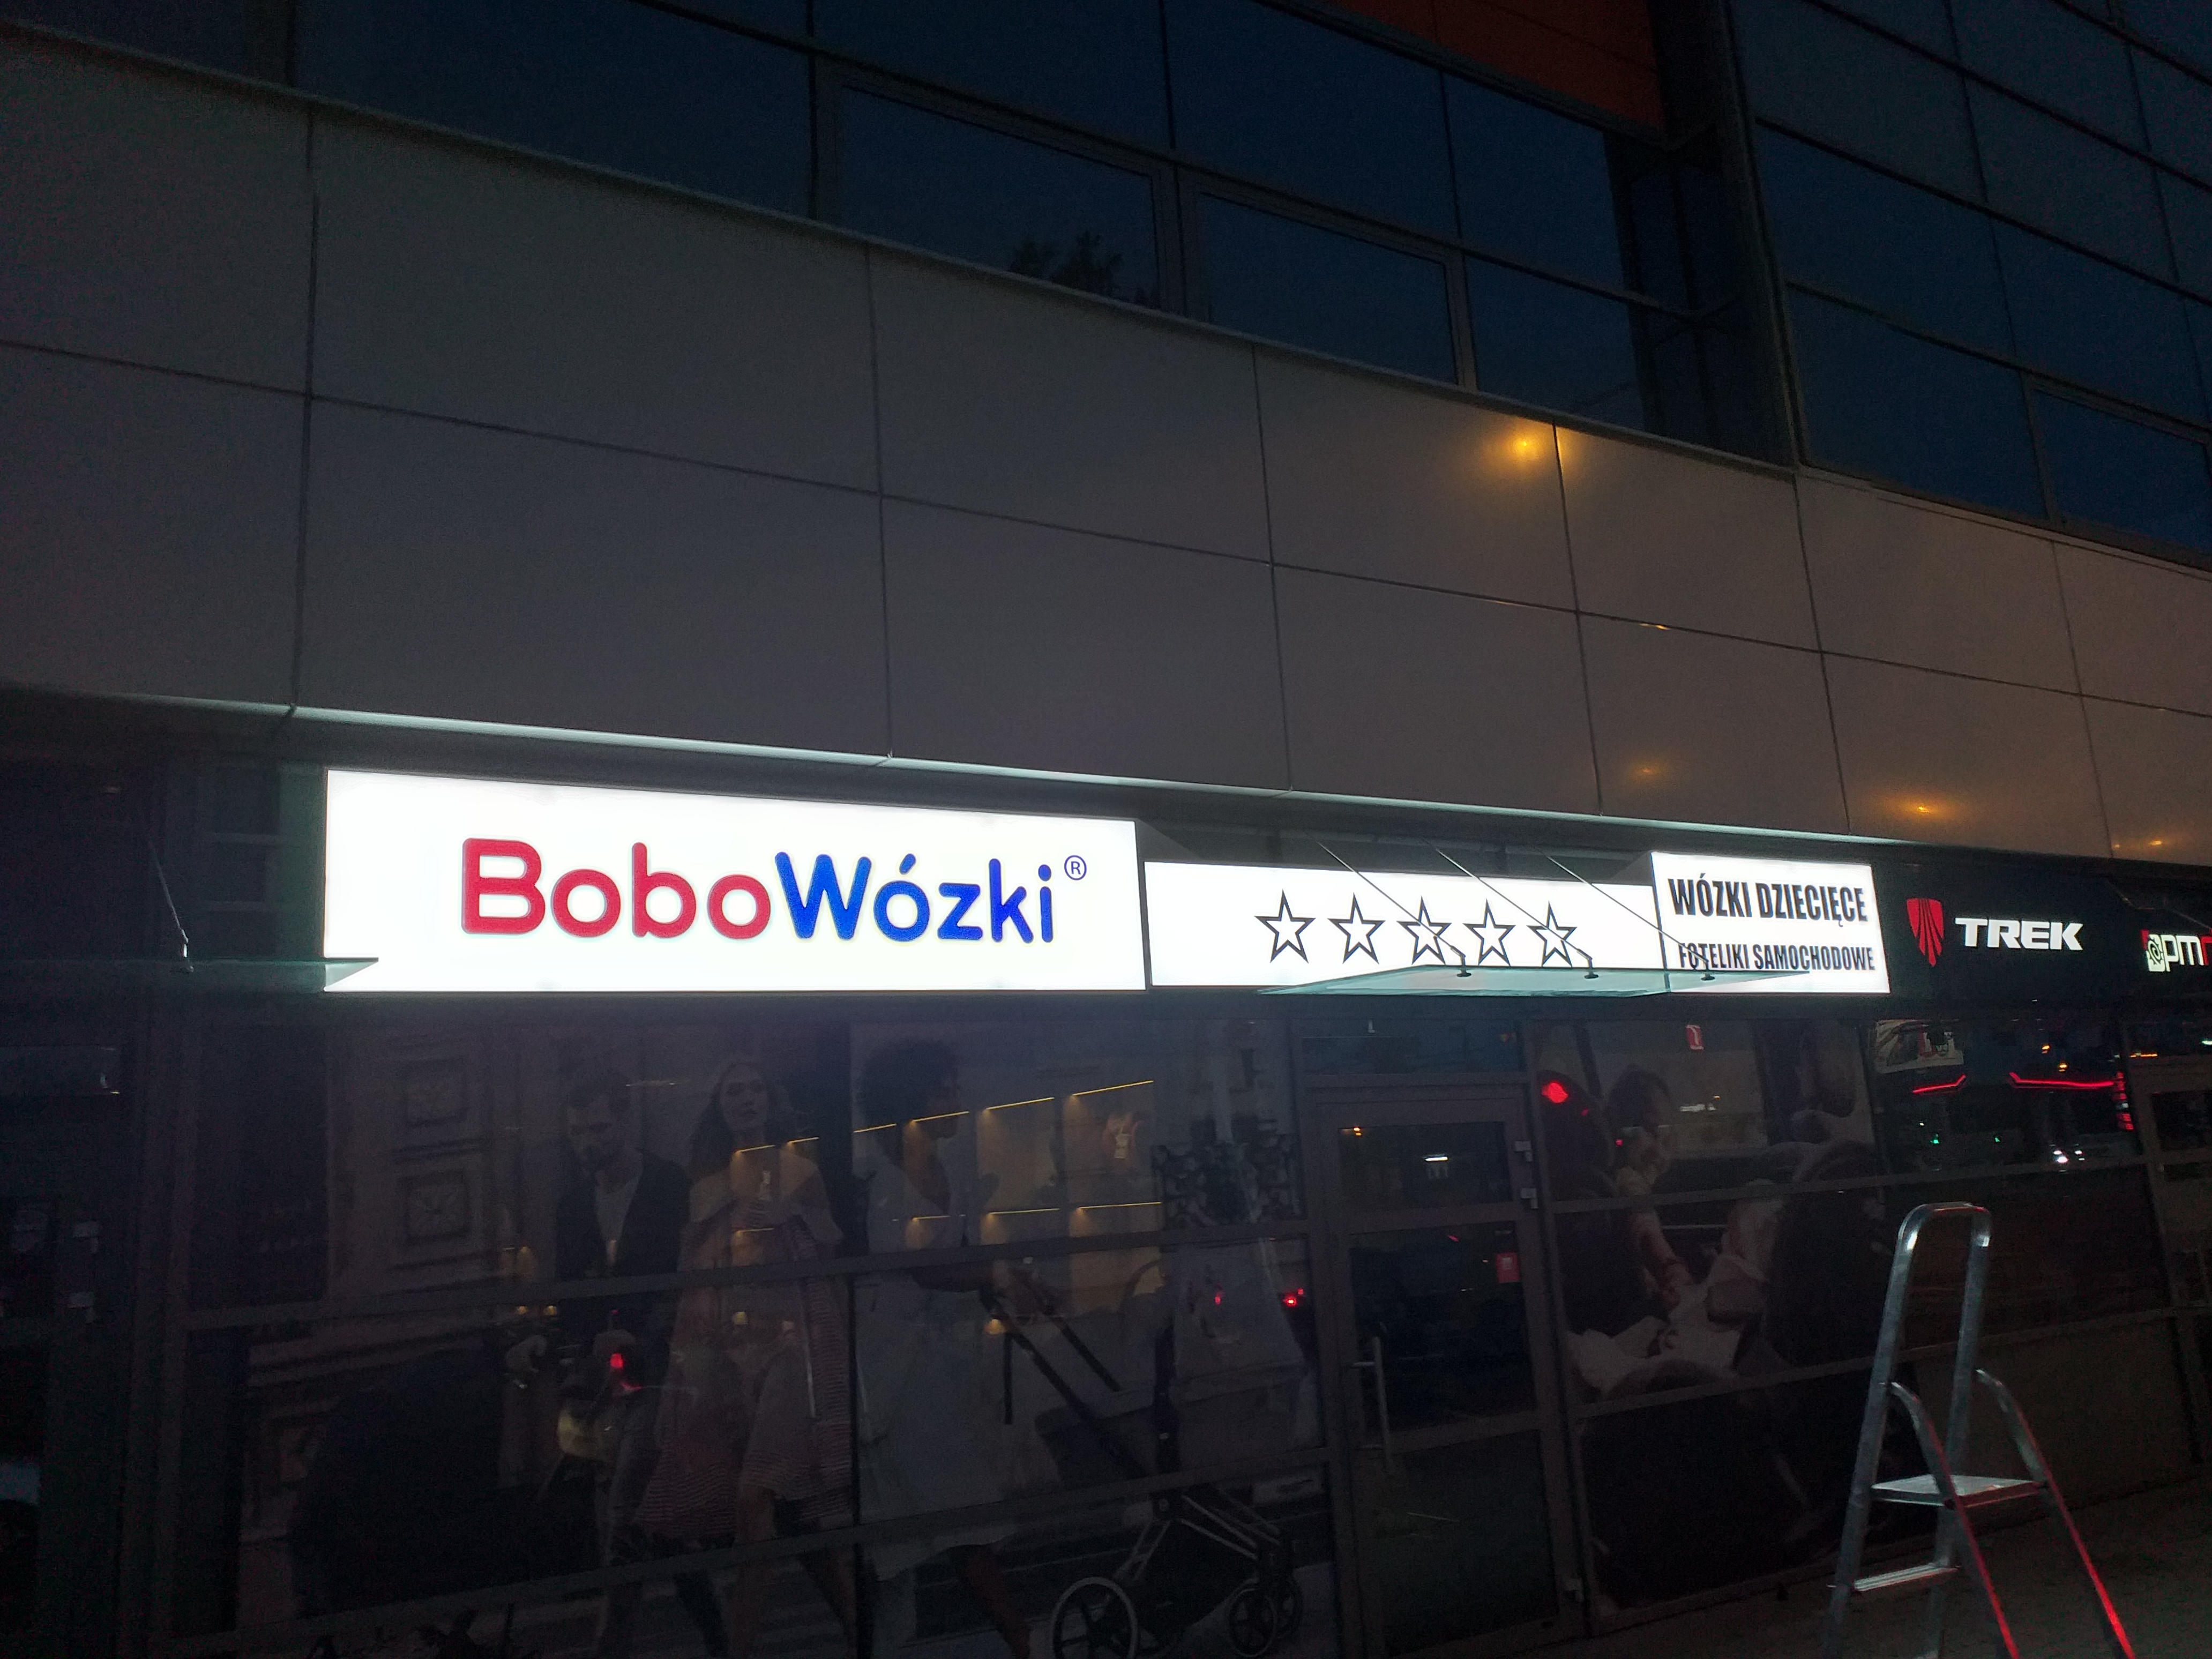 BoboWózki®
WÓZKI DZIECIĘCE
FOTELIKI SAMOCHODOWE
TREK